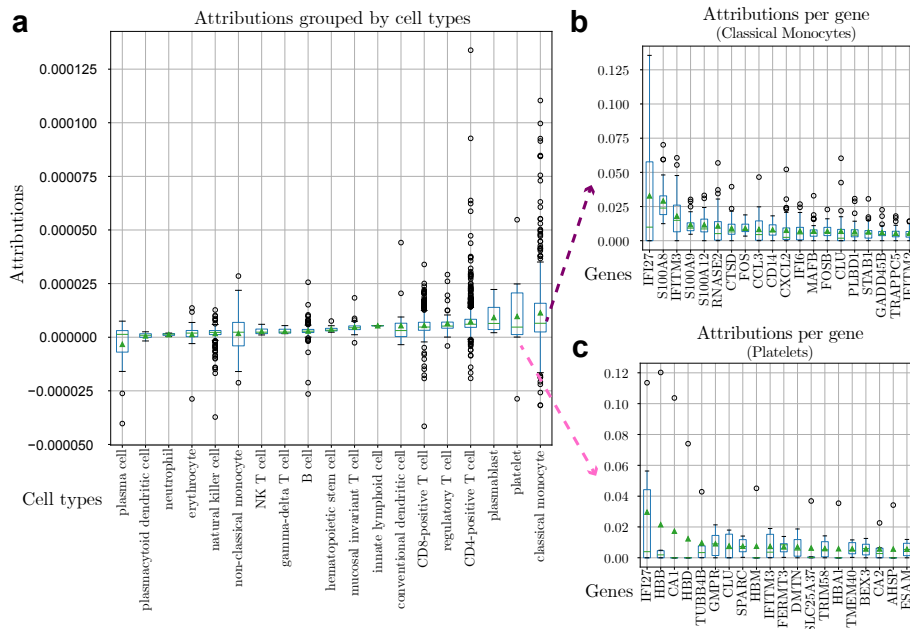 a
Attributions grouped by cell types
0.000125
0.000100
0.000075
0.000050
0.000025
0.000000
−0.000025
−0.000050
Attributions
plasma cell
plasmacytoid dendritic cell
neutrophil
erythrocyte
natural killer cell
non-classical monocyte
NK T cell
gamma-delta T cell
B cell
hematopoietic stem cell
mucosal invariant T cell
innate lymphoid cell
conventional dendritic cell
CD8-positive T cell
regulatory T cell
CD4-positive T cell
plasmablast
platelet
classical monocyte
Cell types
b
Attributions per gene
(Classical Monocytes)
0.125
0.100
0.075
0.050
0.025
0.000
IFI27
S100A8
IFITM3
S100A9
S100A12
RNASE2
CTSD
FOS
CCL3
CD14
CXCL2
IFI6
MAFB
FOSB
CLU
PLBD1
STAB1
GADD45B
TRAPPC5
IFITM2
Genes
c
Attributions per gene
(Platelets)
0.12
0.10
0.08
0.06
0.04
0.02
0.00
IFI27
HBB
CA1
HBD
TUBB4B
GMPR
CLU
SPARC
HBM
IFITM3
FERMT3
DMTN
SLC25A37
TRIM58
HBA1
TMEM40
BEX3
CA2
AHSP
ESAM
Genes